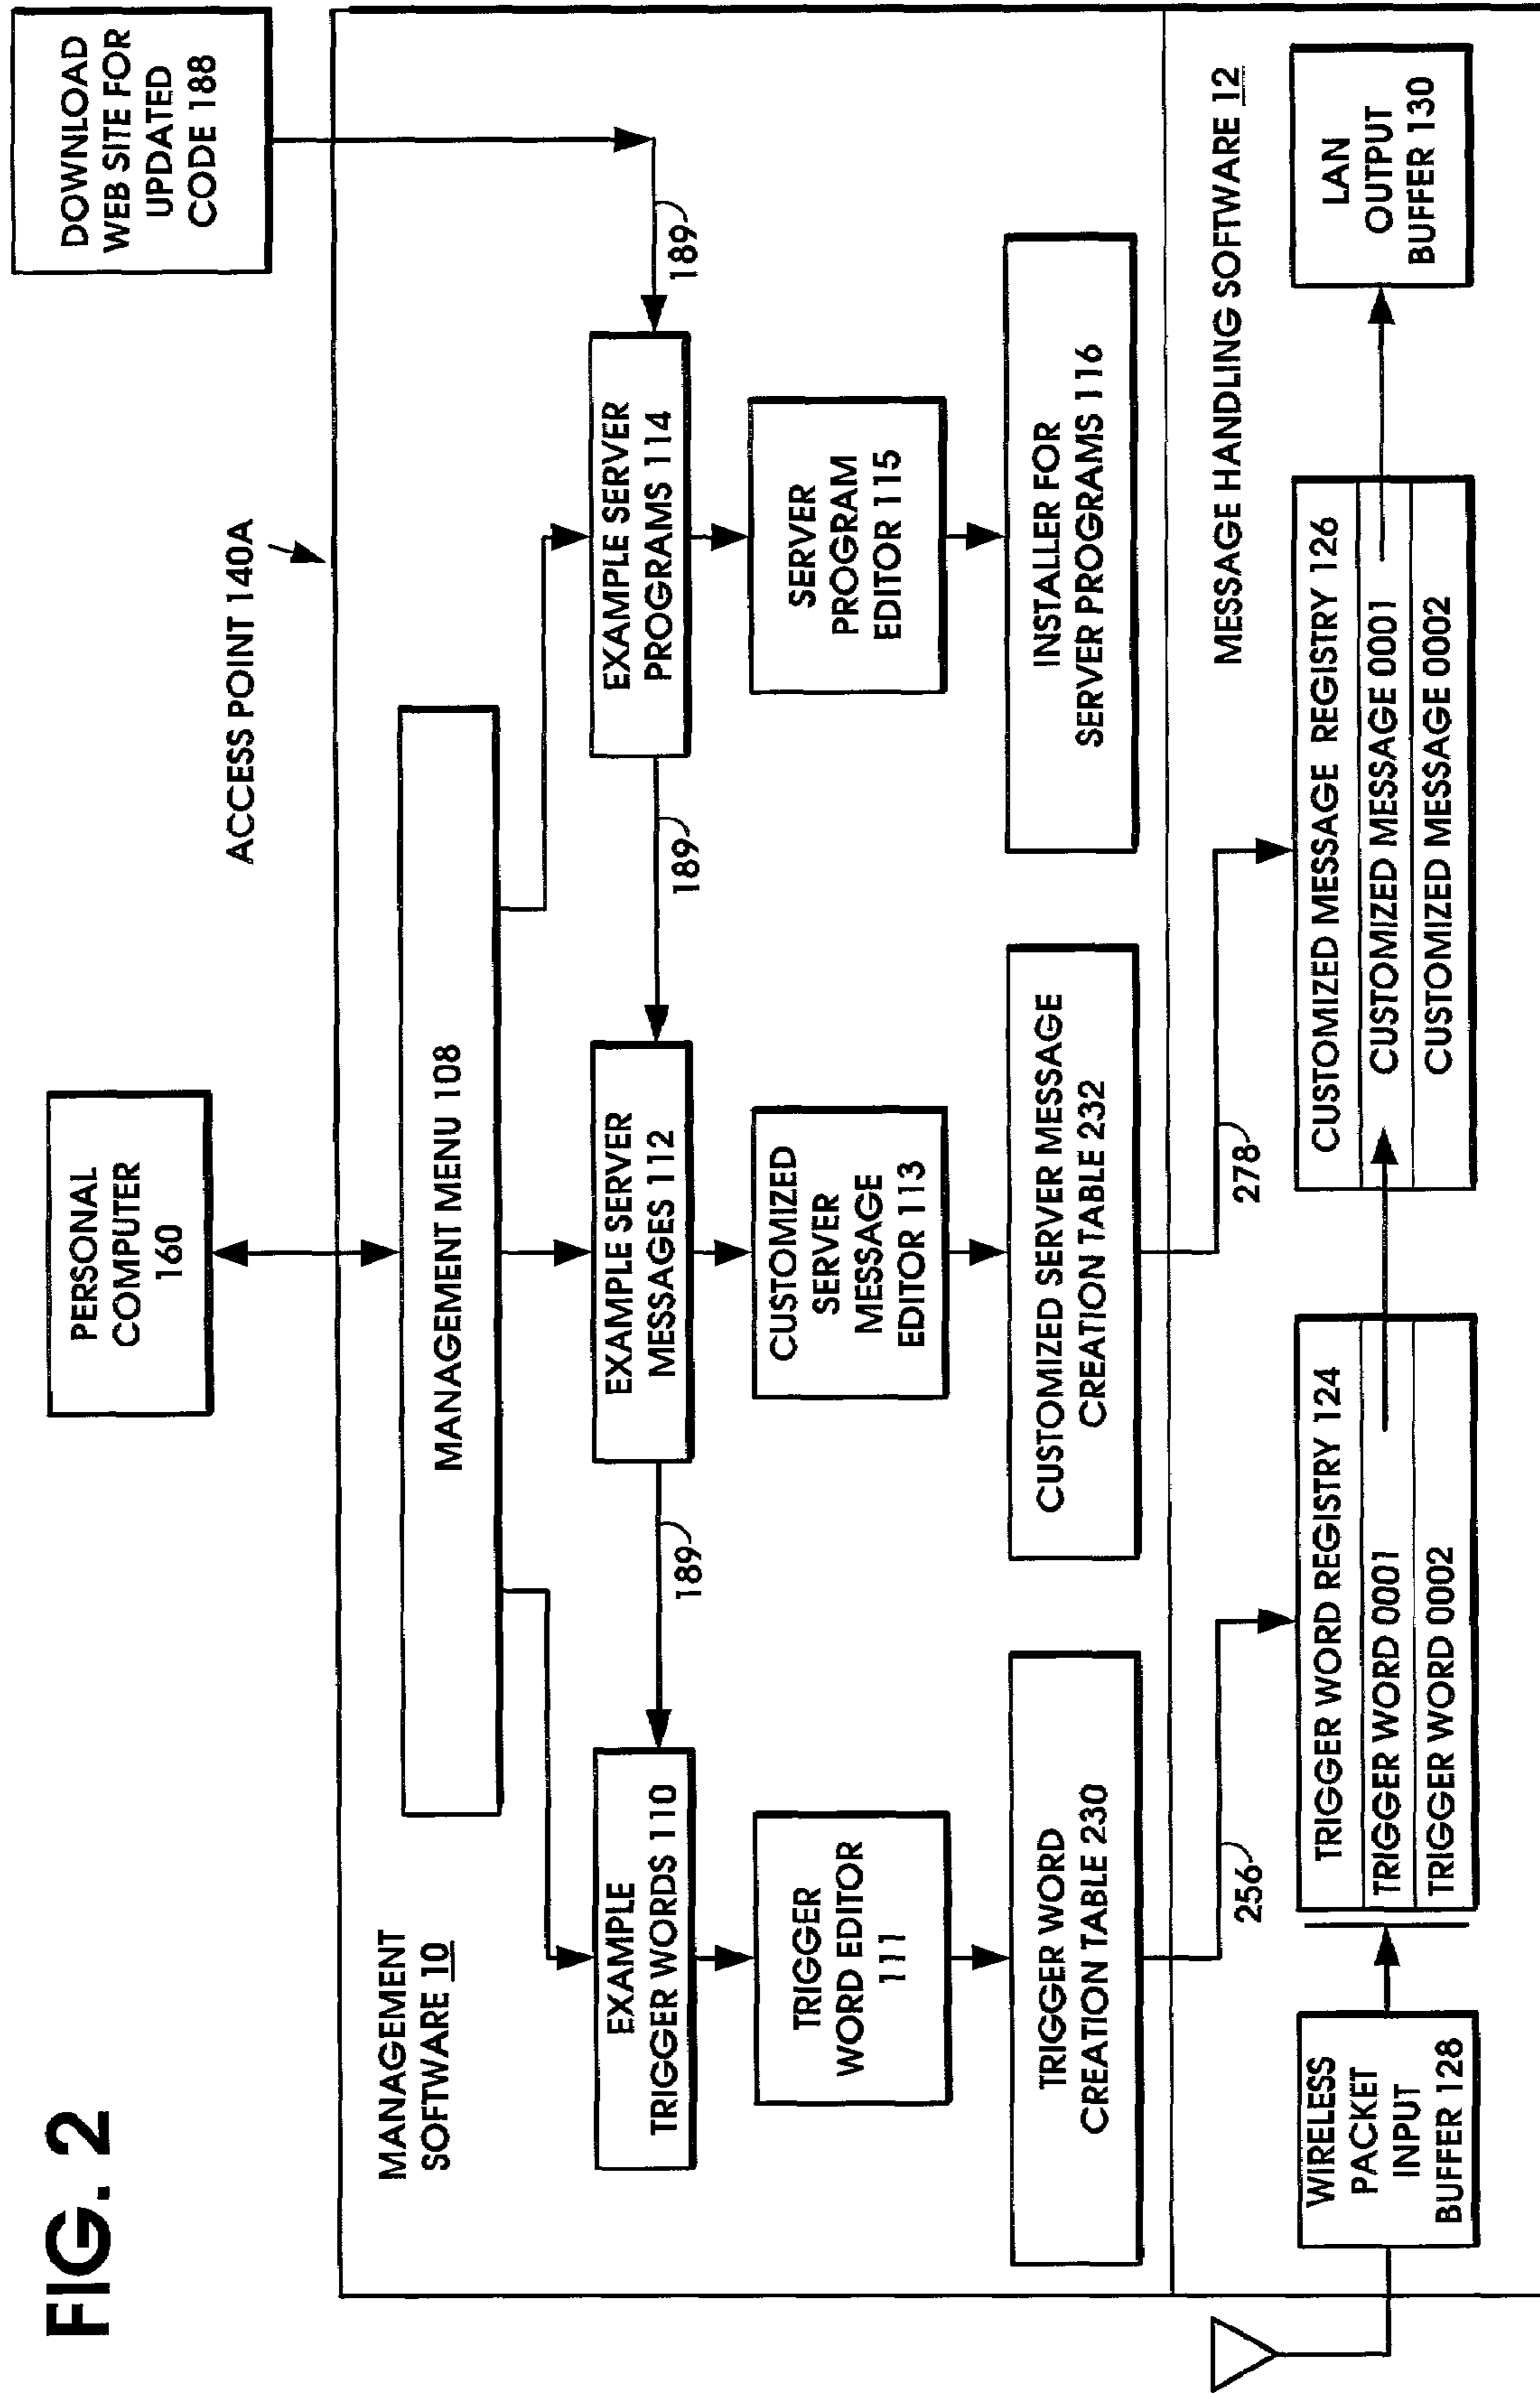 FIG. 2
PERSONAL
COMPUTER
160
DOWNLOAD
WEB SITE FOR
UPDATED
CODE 188
ACCESS POINT 140A
MANAGEMENT
SOFTWARE 10
MANAGEMENT MENU 108
EXAMPLE
TRIGGER WORDS 110
189
EXAMPLE SERVER
MESSAGES 112
189
EXAMPLE SERVER
PROGRAMS 114
189
TRIGGER
WORD EDITOR
111
CUSTOMIZED
SERVER
MESSAGE
EDITOR 113
SERVER
PROGRAM
EDITOR 115
TRIGGER WORD
CREATION TABLE 230
CUSTOMIZED SERVER MESSAGE
CREATION TABLE 232
INSTALLER FOR
SERVER PROGRAMS 116
256
278
MESSAGE HANDLING SOFTWARE 12
WIRELESS
PACKET
INPUT
BUFFER 128
TRIGGER WORD REGISTRY 124
TRIGGER WORD 0001
TRIGGER WORD 0002
CUSTOMIZED MESSAGE REGISTRY 126
CUSTOMIZED MESSAGE 0001
CUSTOMIZED MESSAGE 0002
LAN
OUTPUT
BUFFER 130